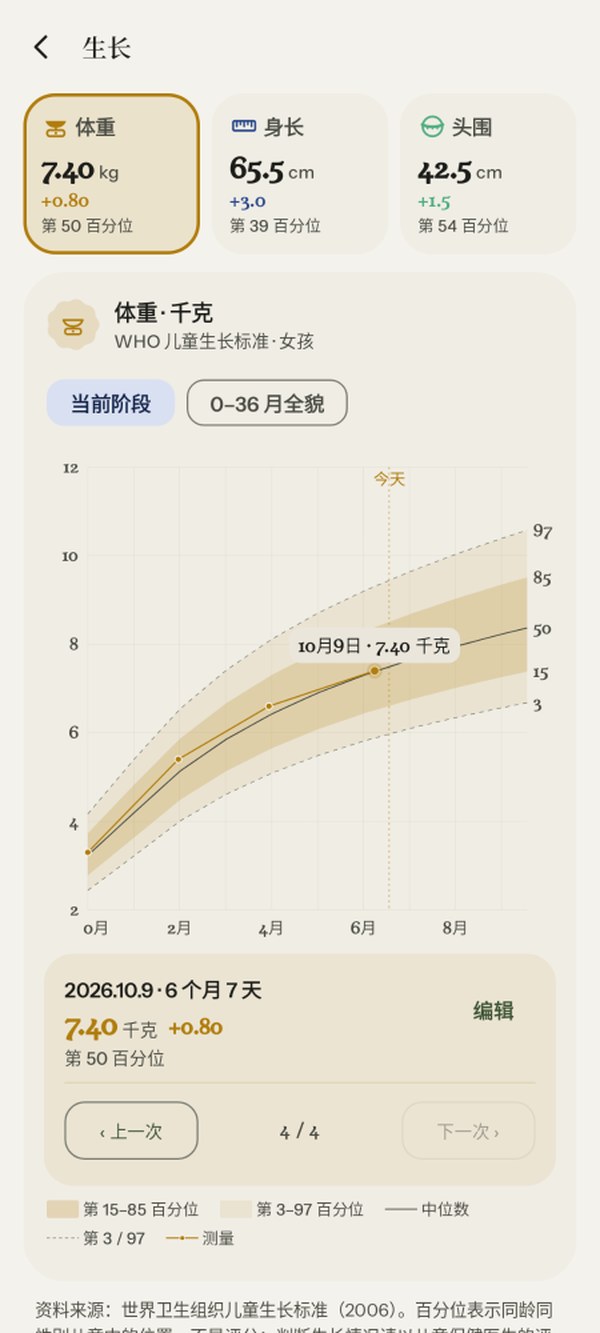 生长
体重
7.40 kg
+0.80
第 50 百分位
身长
65.5 cm
+3.0
第 39 百分位
头围
42.5 cm
+1.5
第 54 百分位
体重·千克
WHO 儿童生长标准·女孩
当前阶段
0–36 月全貌
12
10
8
6
4
2
今天
10月9日 · 7.40 千克
97
85
50
15
3
0月
2月
4月
6月
8月
2026.10.9 · 6 个月 7 天
7.40 千克 +0.80
第 50 百分位
编辑
‹ 上一次
4 / 4
下一次 ›
第 15–85 百分位
第 3–97 百分位
中位数
第 3 / 97
测量
资料来源：世界卫生组织儿童生长标准（2006）。百分位表示同龄同